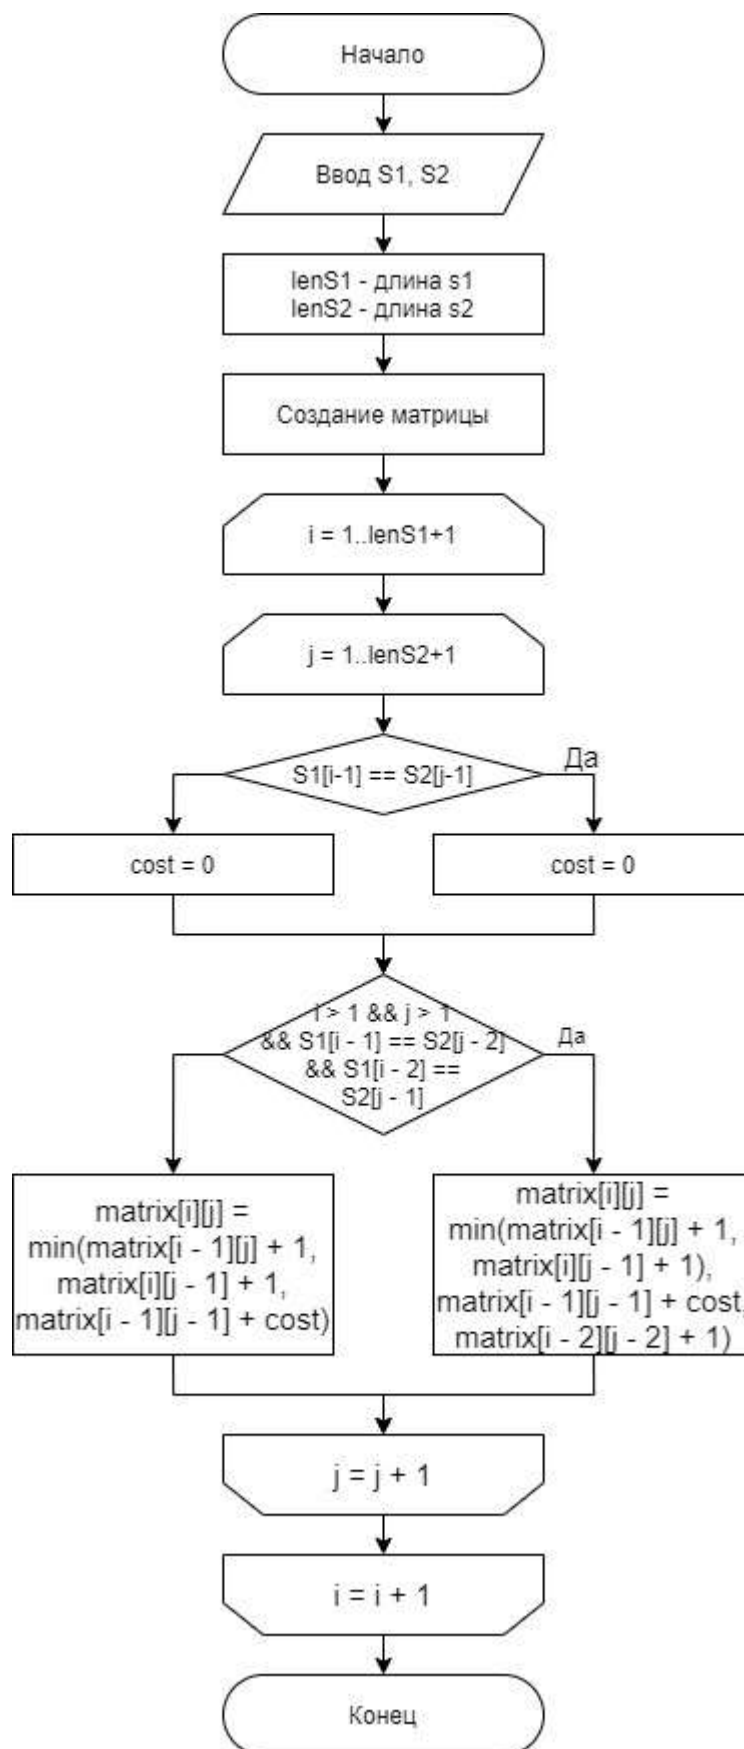 Начало
Ввод S1, S2
lenS1 - длина s1
lenS2 - длина s2
Создание матрицы
i = 1..lenS1+1
j = 1..lenS2+1
S1[i-1] == S2[j-1]
Да
cost = 0
cost = 0
i > 1 && j > 1
&& S1[i - 1] == S2[j - 2]
&& S1[i - 2] ==
S2[j - 1]
Да
matrix[i][j] =
min(matrix[i - 1][j] + 1,
matrix[i][j - 1] + 1,
matrix[i - 1][j - 1] + cost)
matrix[i][j] =
min(matrix[i - 1][j] + 1,
matrix[i][j - 1] + 1),
matrix[i - 1][j - 1] + cost,
matrix[i - 2][j - 2] + 1)
j = j + 1
i = i + 1
Конец